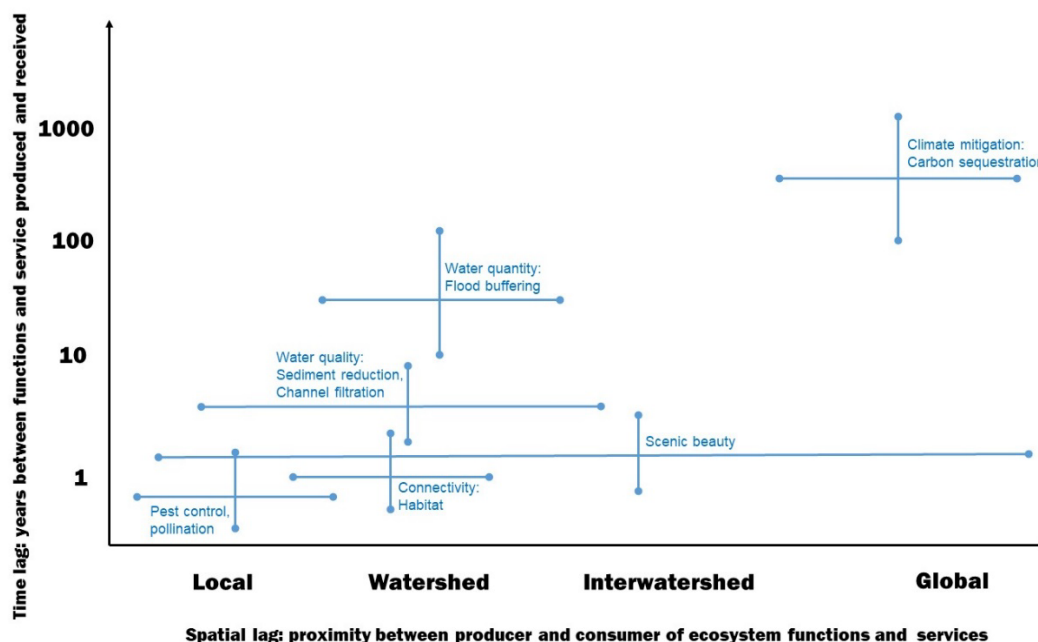 Time lag: years between functions and service produced and received
1000
100
10
1
Climate mitigation:
Carbon sequestration
Water quantity:
Flood buffering
Water quality:
Sediment reduction,
Channel filtration
Scenic beauty
Connectivity:
Habitat
Pest control,
pollination
Local
Watershed
Interwatershed
Global
Spatial lag: proximity between producer and consumer of ecosystem functions and services